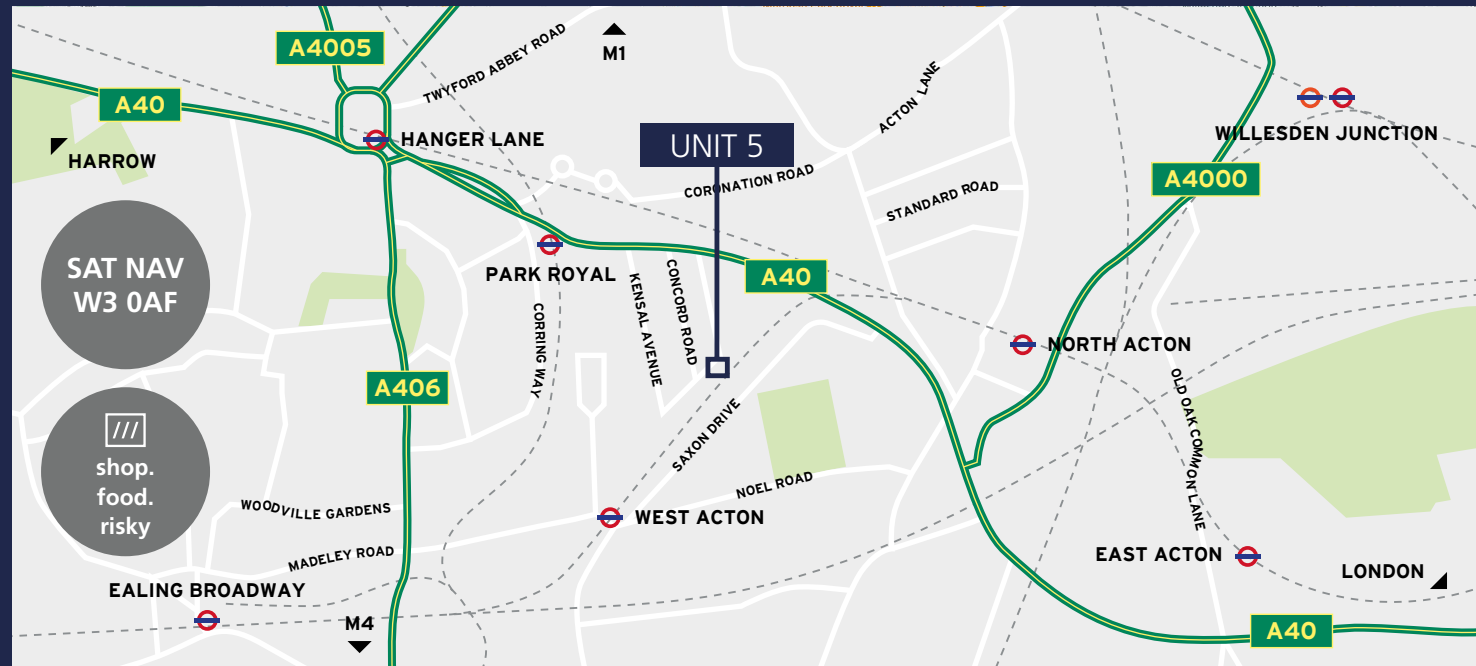 A4005
M1
TWYFORD ABBEY ROAD
A40
HARROW
HANGER LANE
UNIT 5
ACTON LANE
WILLESDEN JUNCTION
CORONATION ROAD
STANDARD ROAD
A4000
SAT NAV
W3 0AF
PARK ROYAL
KENSAL AVENUE
CONCORD ROAD
A40
CORRING WAY
NORTH ACTON
A406
OLD OAK COMMON LANE
SAXON DRIVE
shop.
food.
risky
WOODVILLE GARDENS
NOEL ROAD
WEST ACTON
MADELEY ROAD
EAST ACTON
LONDON
EALING BROADWAY
M4
A40